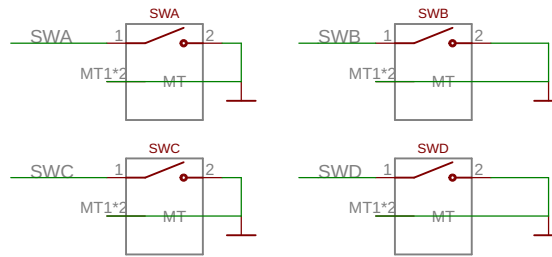 SWA SWB
SWA 1 2 SWB 1 2
MT1*2 MT MT1*2 MT
SWC SWD
SWC 1 2 SWD 1 2
MT1*2 MT MT1*2 MT